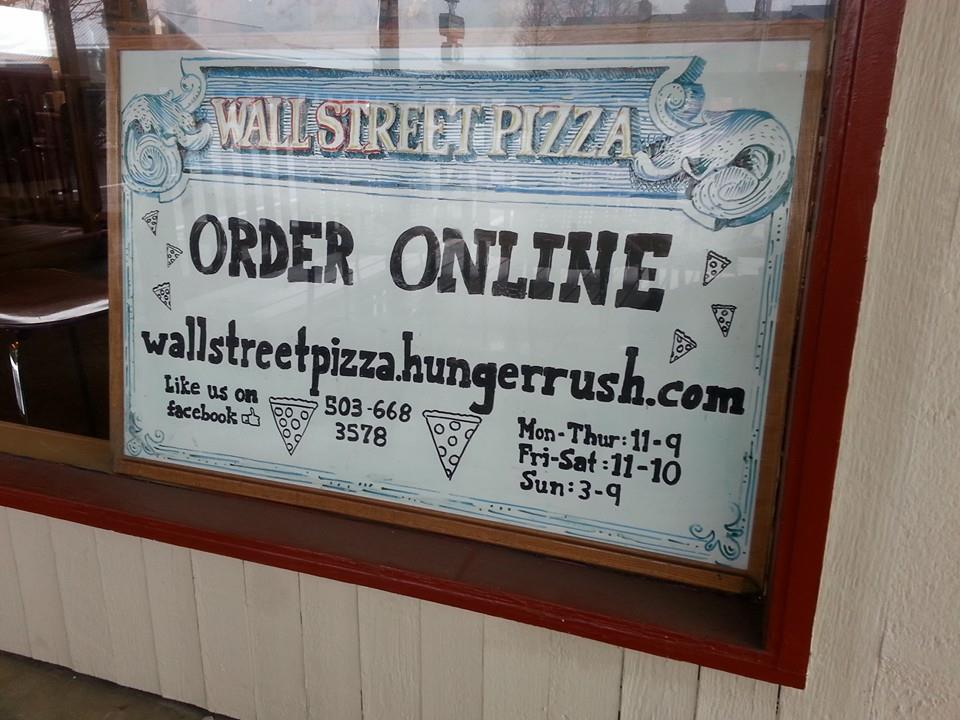 WALL STREET PIZZA
ORDER ONLINE
wallstreetpizza.hungerrush.com
Like us on
facebook
503-668
3578
Mon-Thur: 11-9
Fri-Sat: 11-10
Sun: 3-9